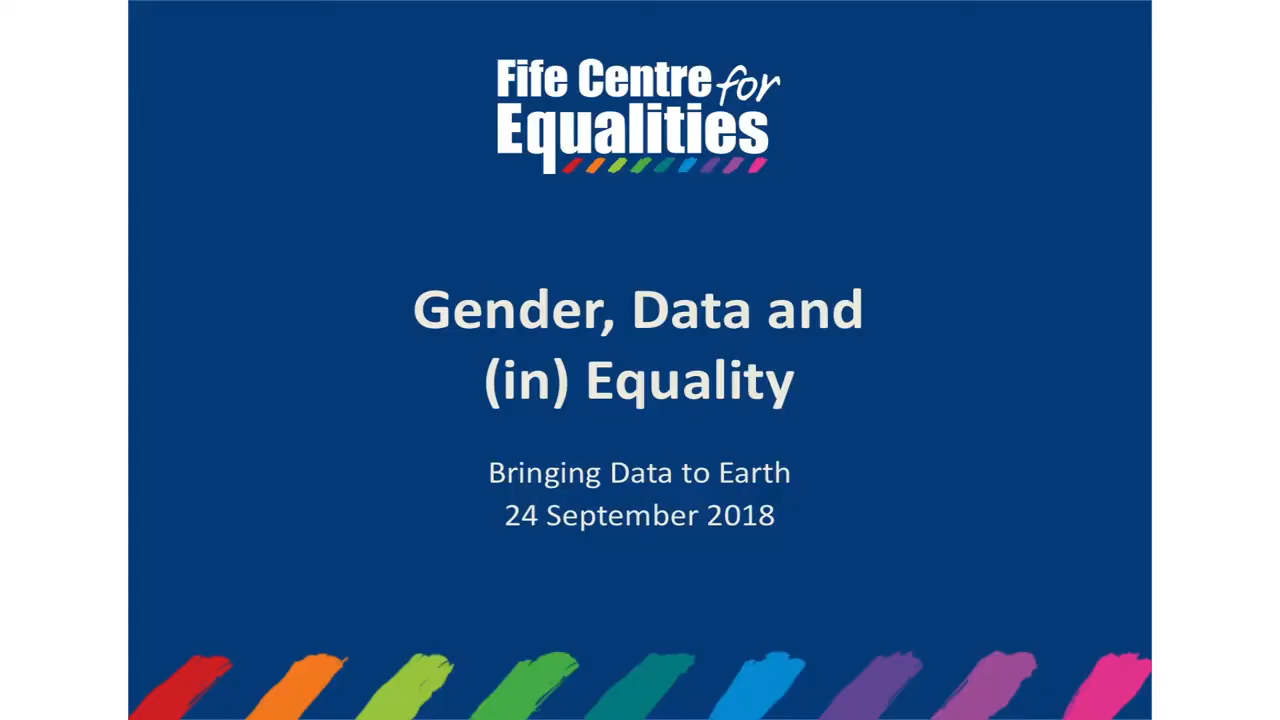 Fife Centre for
Equalities
Gender, Data and
(in) Equality
Bringing Data to Earth
24 September 2018